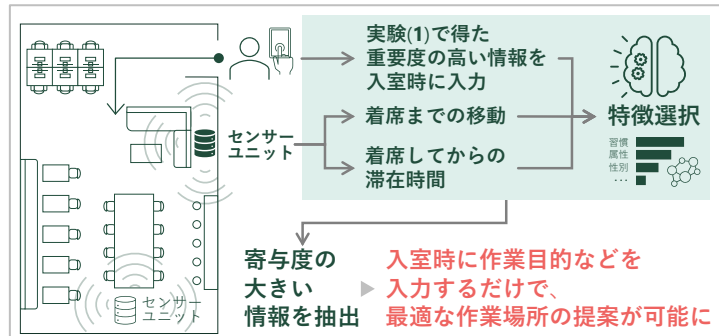 実験(1)で得た
重要度の高い情報を
入室時に入力
センサー
ユニット
着席までの移動
着席してからの
滞在時間
特徴選択
習慣
属性
性別
･･･
センサー
ユニット
寄与度の
大きい
情報を抽出
入室時に作業目的などを
入力するだけで、
最適な作業場所の提案が可能に